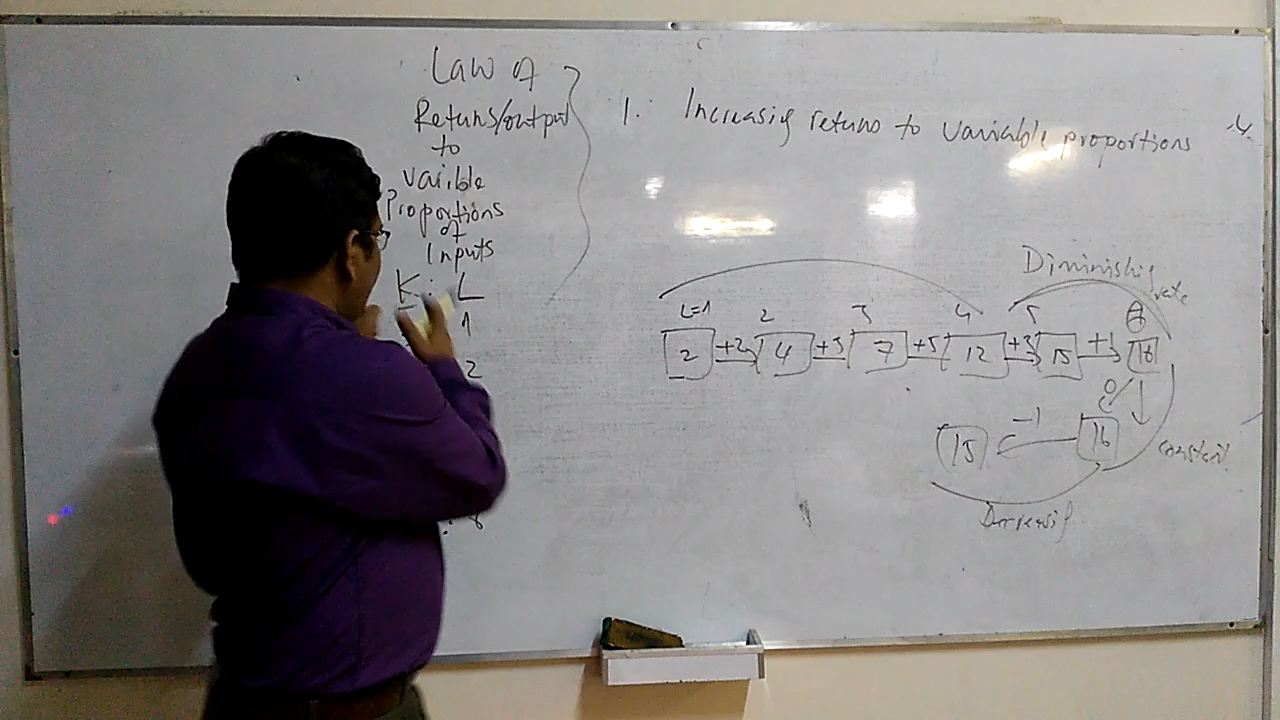 Law of
Returns/output
to
Vaiible
Proportions
of
Inputs
K : L
1
2
: 8
1. Increasing returns to variable proportions
Diminishing
rate
L=1 2 3 4 5
2 +2 4 +3 7 +5 12 +3 15 +1 16
0
15 -1 16
constant